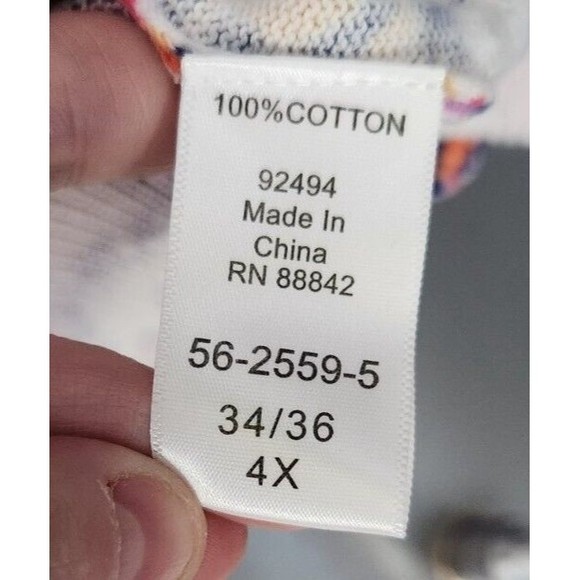 100%COTTON
92494
Made In
China
RN 88842
56-2559-5
34/36
4X